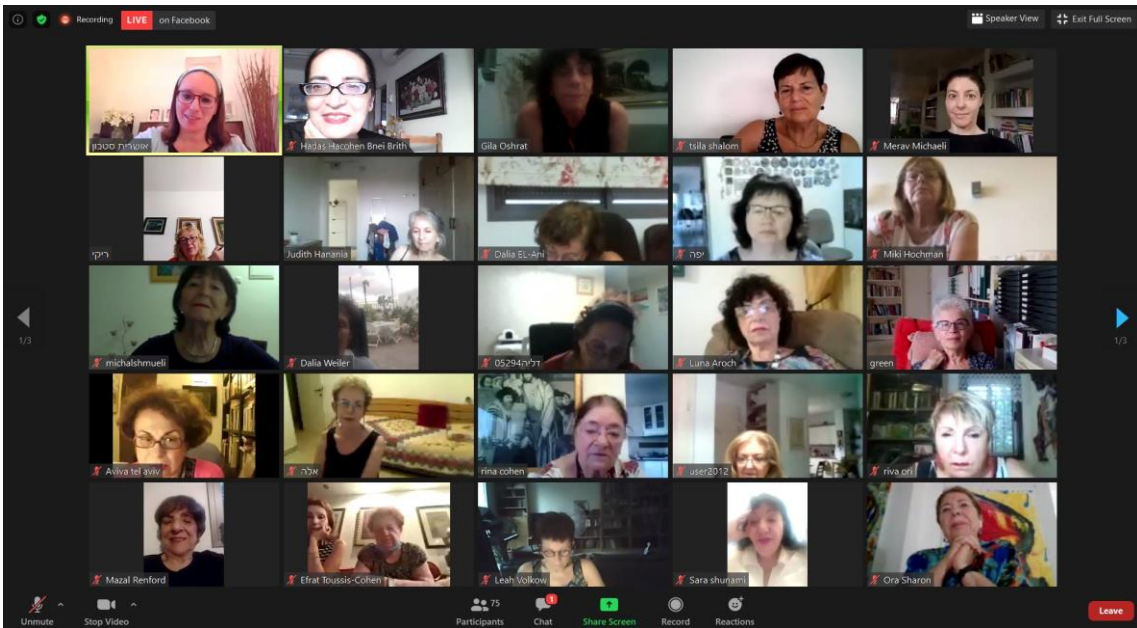 Recording LIVE on Facebook
Speaker View
Exit Full Screen
אושרית סטבון
Hadas Hacohen Bnei Brith
Gila Oshrat
tsilla shalom
Merav Michaeli
ריקי
Judith Hanania
Dalia EL-Ani
יפה
Miki Hochman
michalshmueli
Dalia Weiler
דליה05294
Luna Aroch
green
1/3
1/3
Aviva tel aviv
אלה
rina cohen
user2012
riva ori
Mazal Renford
Efrat Toussis-Cohen
Leah Volkow
Sara shunami
Ora Sharon
75
1
Unmute
Stop Video
Participants
Chat
Share Screen
Record
Reactions
Leave